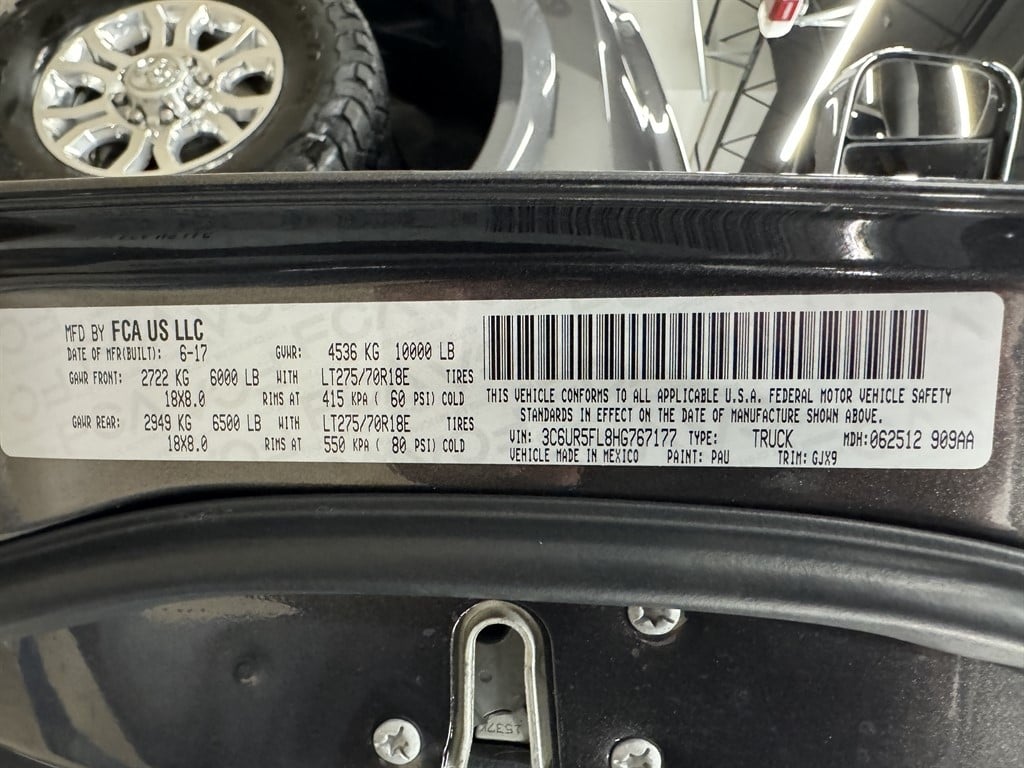 MFD BY FCA US LLC
DATE OF MFR(BUILT): 6-17 GVWR: 4536 KG 10000 LB
GAWR FRONT: 2722 KG 6000 LB WITH LT275/70R18E TIRES
18X8.0 RIMS AT 415 KPA ( 60 PSI) COLD
GAWR REAR: 2949 KG 6500 LB WITH LT275/70R18E TIRES
18X8.0 RIMS AT 550 KPA ( 80 PSI) COLD
THIS VEHICLE CONFORMS TO ALL APPLICABLE U.S.A. FEDERAL MOTOR VEHICLE SAFETY
STANDARDS IN EFFECT ON THE DATE OF MANUFACTURE SHOWN ABOVE.
VIN: 3C6UR5FL8HG767177 TYPE: TRUCK MDH: 062512 909AA
VEHICLE MADE IN MEXICO PAINT: PAU TRIM: GJX9